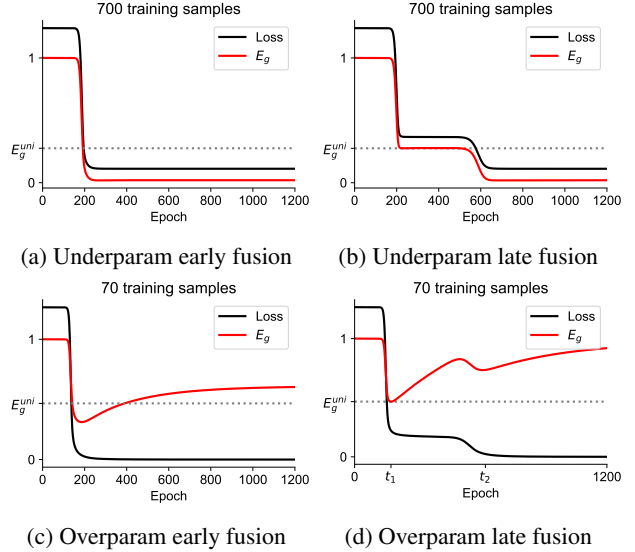 700 training samples
Loss
E_g
1
E_g^{uni}
0
0 200 400 600 800 1000 1200
Epoch
(a) Underparam early fusion
700 training samples
Loss
E_g
1
E_g^{uni}
0
0 200 400 600 800 1000 1200
Epoch
(b) Underparam late fusion
70 training samples
Loss
E_g
1
E_g^{uni}
0
0 200 400 600 800 1000 1200
Epoch
(c) Overparam early fusion
70 training samples
Loss
E_g
1
E_g^{uni}
0
0 t_1 t_2 1200
Epoch
(d) Overparam late fusion